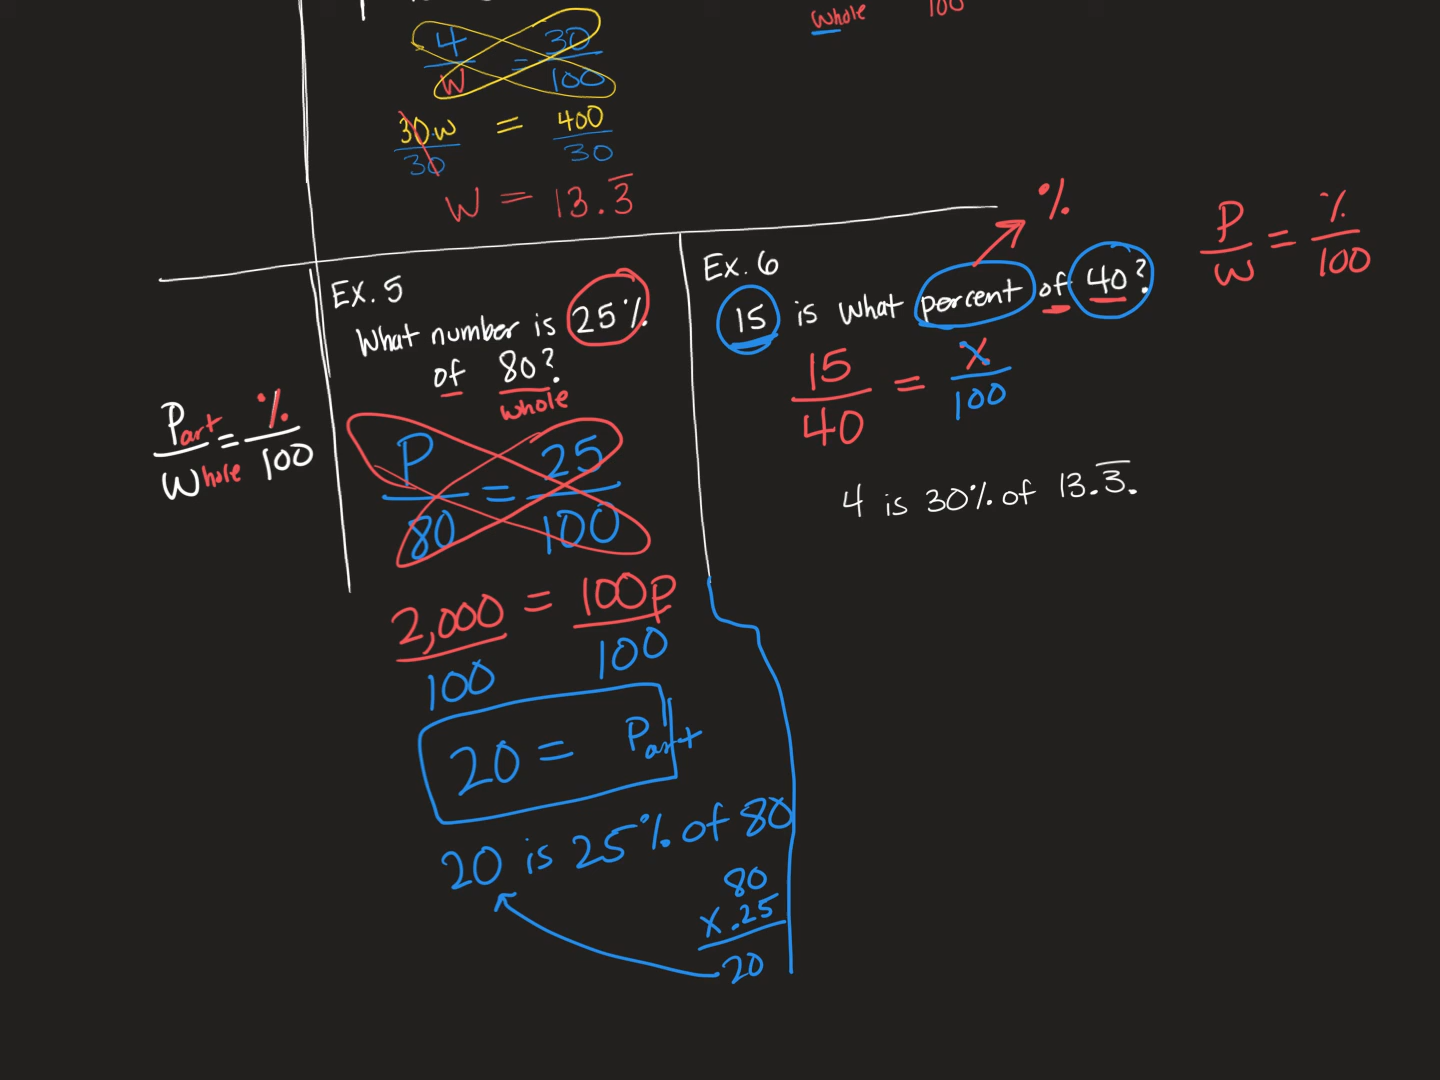 whole 100
4/W = 30/100
30w/30 = 400/30
W = 13.3̅
Part/Whole = %/100
Ex. 5
What number is 25%
of 80?
whole
P/80 = 25/100
2,000/100 = 100p/100
20 = Part
20 is 25% of 80
80
x .25
20
Ex. 6
%
15 is what percent of 40?
P/W = %/100
15/40 = x/100
4 is 30% of 13.3̅.